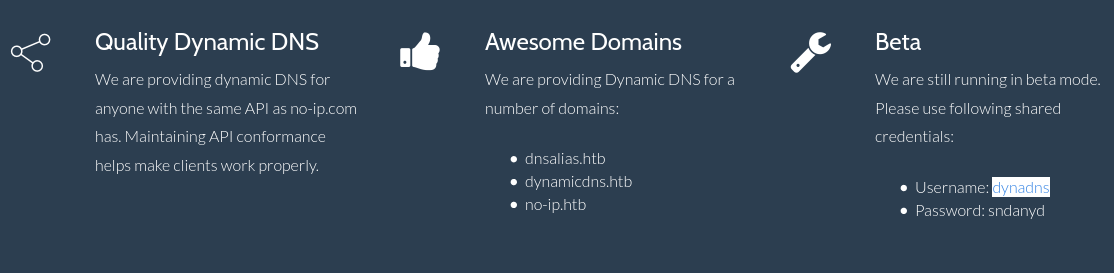 Quality Dynamic DNS
We are providing dynamic DNS for
anyone with the same API as no-ip.com
has. Maintaining API conformance
helps make clients work properly.
Awesome Domains
We are providing Dynamic DNS for a
number of domains:
• dnsalias.htb
• dynamicdns.htb
• no-ip.htb
Beta
We are still running in beta mode.
Please use following shared
credentials:
• Username: dynadns
• Password: sndanyd